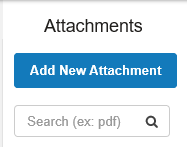 Attachments
Add New Attachment
Search (ex: pdf)